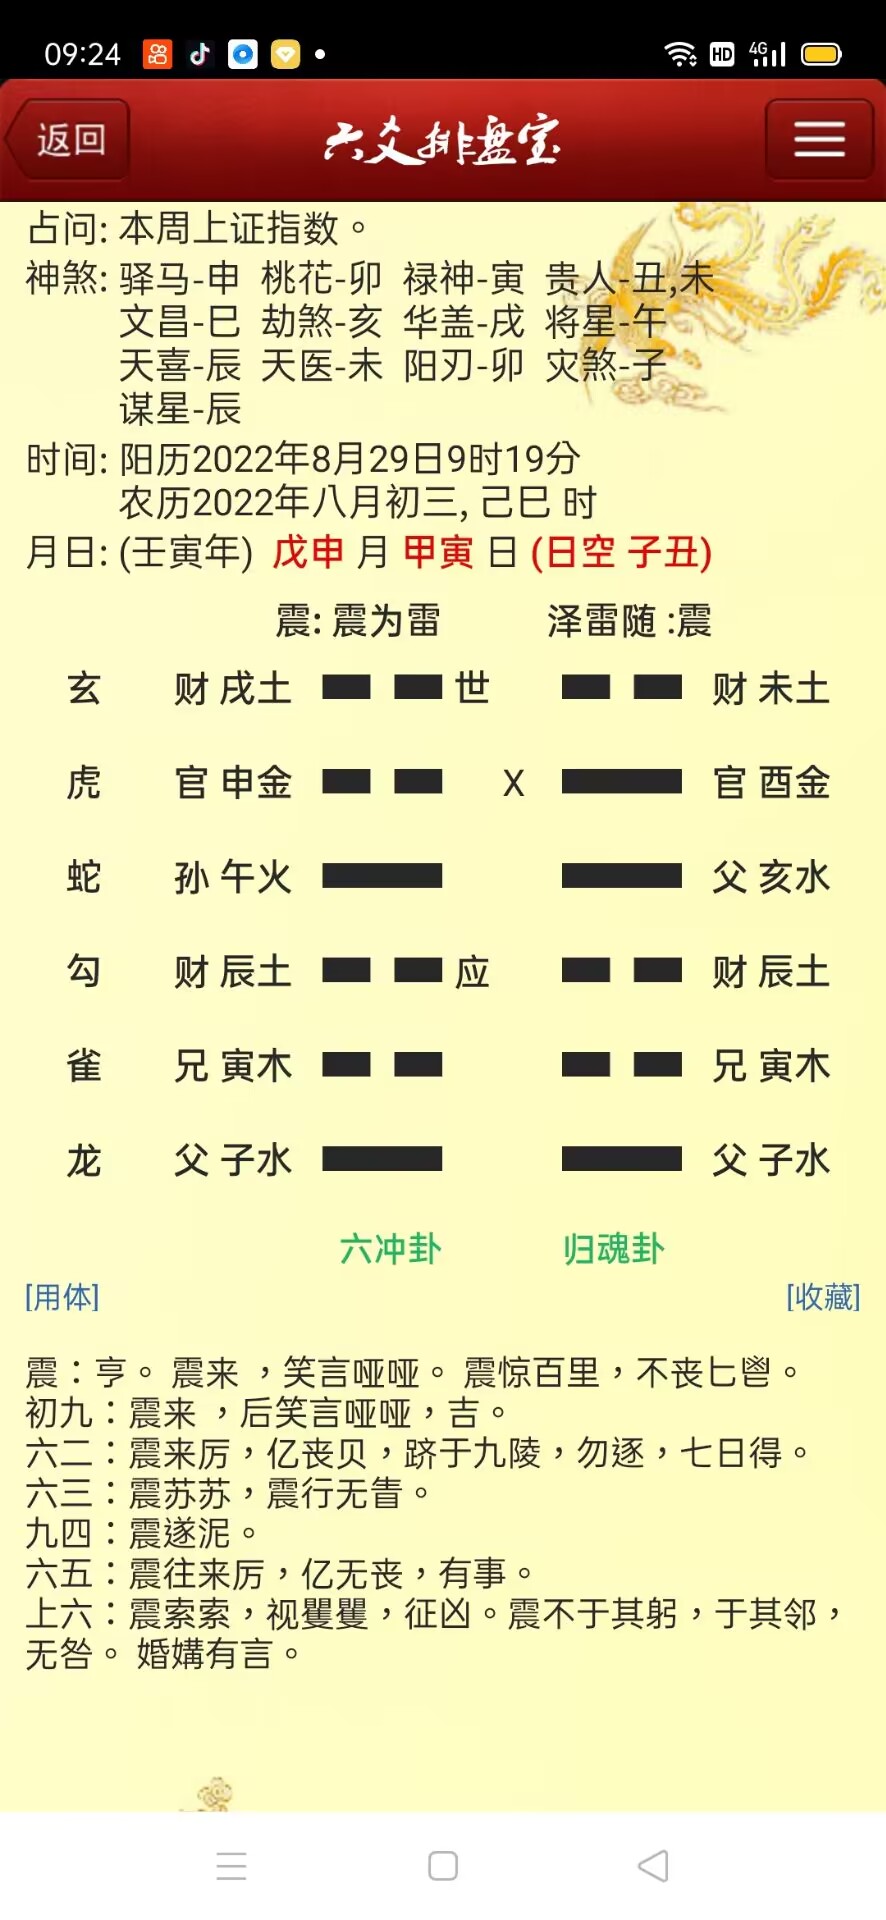 09:24 HD 4G
返回 六爻排盘宝
占问: 本周上证指数。
神煞: 驿马-申 桃花-卯 禄神-寅 贵人-丑,未
文昌-巳 劫煞-亥 华盖-戌 将星-午
天喜-辰 天医-未 阳刃-卯 灾煞-子
谋星-辰
时间: 阳历2022年8月29日9时19分
农历2022年八月初三, 己巳 时
月日: (壬寅年) 戊申 月 甲寅 日 (日空 子丑)
震: 震为雷 泽雷随 :震
玄 财 戌土 世 财 未土
虎 官 申金 X 官 酉金
蛇 孙 午火 父 亥水
勾 财 辰土 应 财 辰土
雀 兄 寅木 兄 寅木
龙 父 子水 父 子水
六冲卦 归魂卦
[用体] [收藏]
震：亨。 震来 ，笑言哑哑。 震惊百里，不丧匕鬯。
初九：震来 ，后笑言哑哑，吉。
六二：震来厉，亿丧贝，跻于九陵，勿逐，七日得。
六三：震苏苏，震行无眚。
九四：震遂泥。
六五：震往来厉，亿无丧，有事。
上六：震索索，视矍矍，征凶。震不于其躬，于其邻，
无咎。 婚媾有言。